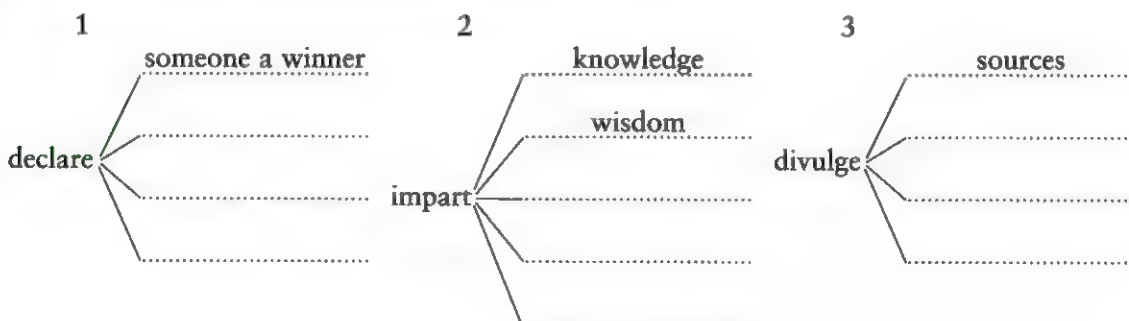 1
someone a winner
declare
2
knowledge
wisdom
impart
3
sources
divulge